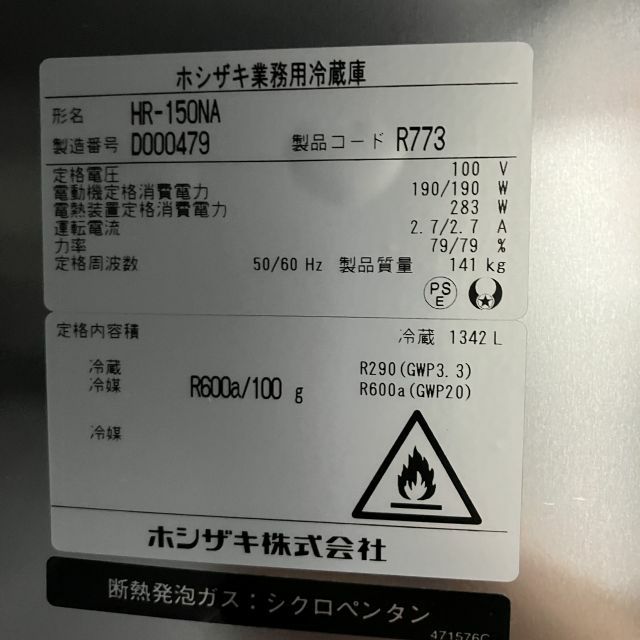 ホシザキ業務用冷蔵庫
形名 HR-150NA
製造番号 D000479 製品コード R773
定格電圧 100 V
電動機定格消費電力 190/190 W
電熱装置定格消費電力 283 W
運転電流 2.7/2.7 A
力率 79/79 %
定格周波数 50/60 Hz 製品質量 141 kg
PS
E
定格内容積 冷蔵 1342 L
冷蔵 R290(GWP3.3)
冷媒 R600a/100 g R600a(GWP20)
冷媒
ホシザキ株式会社
断熱発泡ガス:シクロペンタン
471576C